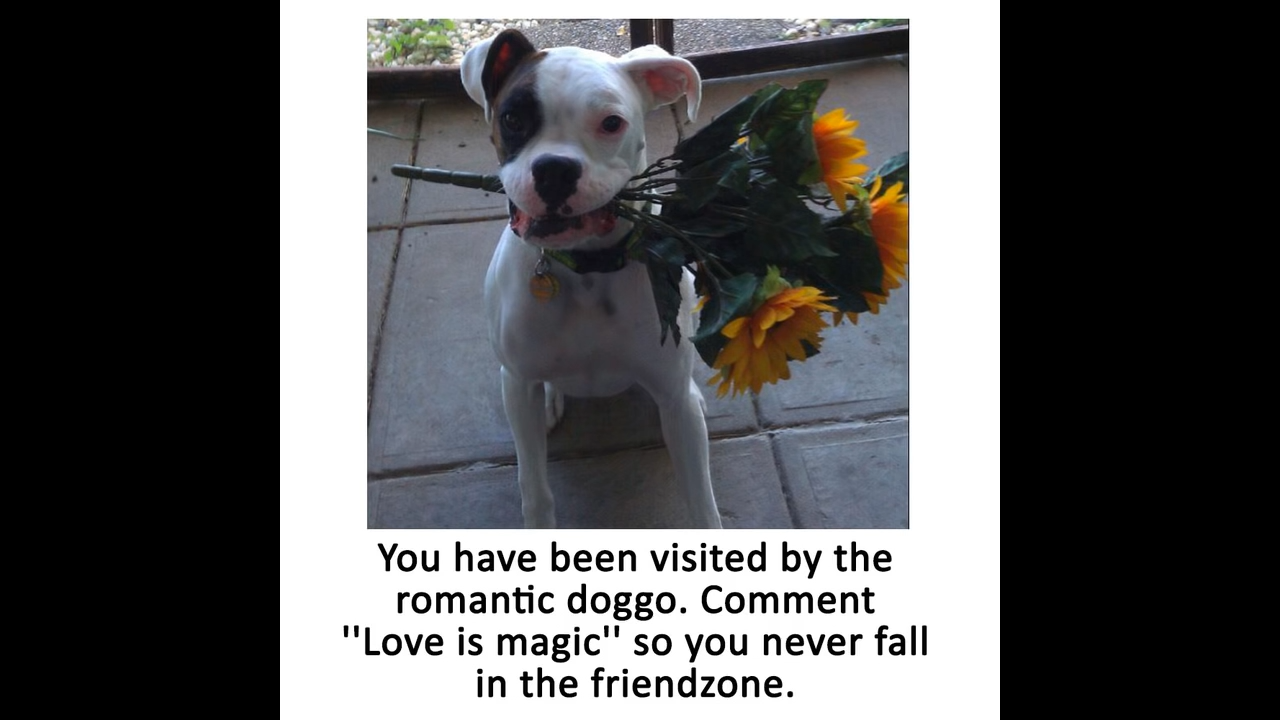 You have been visited by the
romantic doggo. Comment
"Love is magic" so you never fall
in the friendzone.